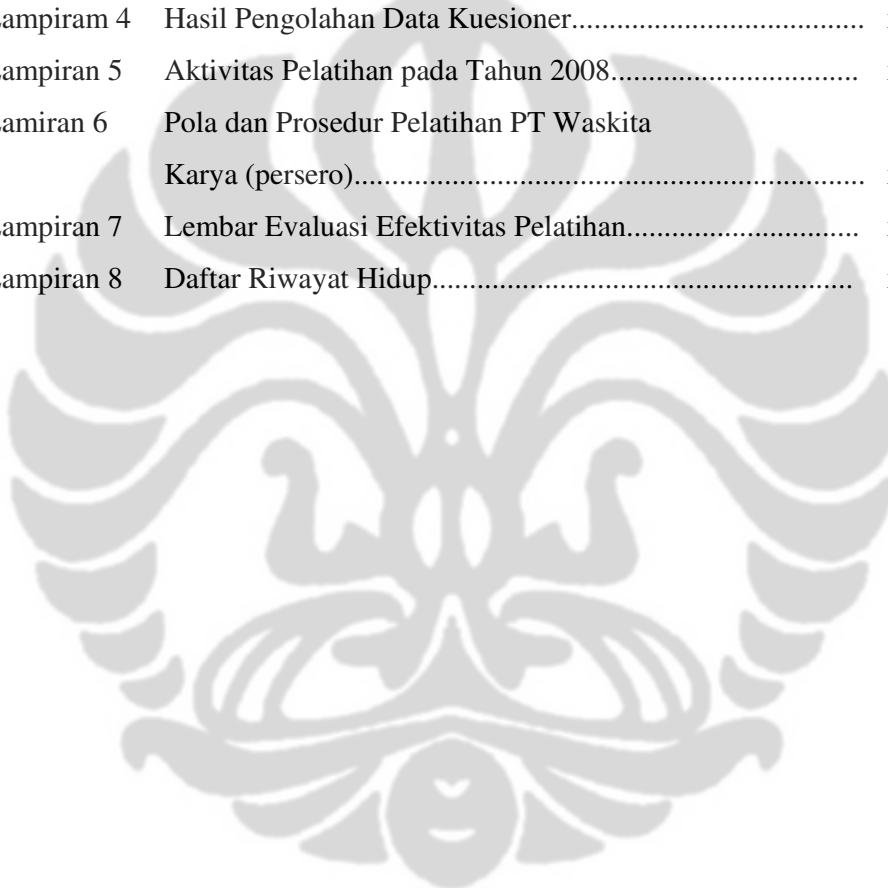 ampiram 4 Hasil Pengolahan Data Kuesioner.......................................
ampiran 5 Aktivitas Pelatihan pada Tahun 2008.................................
amiran 6 Pola dan Prosedur Pelatihan PT Waskita
Karya (persero)....................................................................
ampiran 7 Lembar Evaluasi Efektivitas Pelatihan...............................
ampiran 8 Daftar Riwayat Hidup........................................................